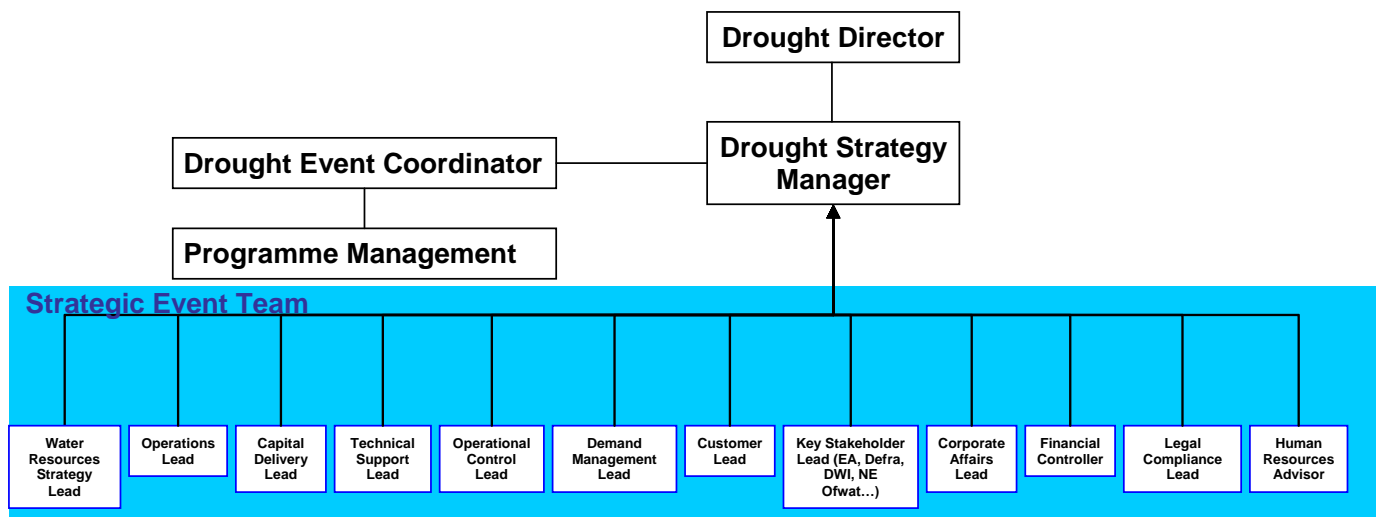 Drought Director
Drought Strategy
Manager
Drought Event Coordinator
Programme Management
Strategic Event Team
Water
Resources
Strategy
Lead
Operations
Lead
Capital
Delivery
Lead
Technical
Support
Lead
Operational
Control
Lead
Demand
Management
Lead
Customer
Lead
Key Stakeholder
Lead (EA, Defra,
DWI, NE
Ofwat…)
Corporate
Affairs
Lead
Financial
Controller
Legal
Compliance
Lead
Human
Resources
Advisor